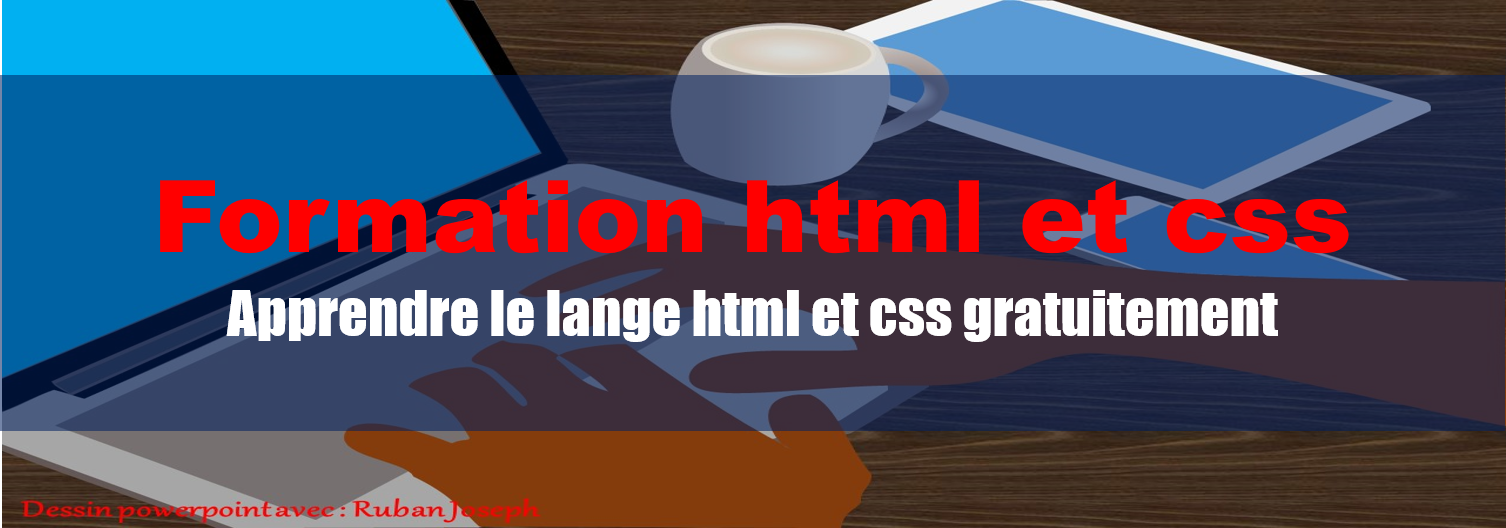 Formation html et css
Apprendre le lange html et css gratuitement
Dessin powerpoint avec : Ruban Joseph